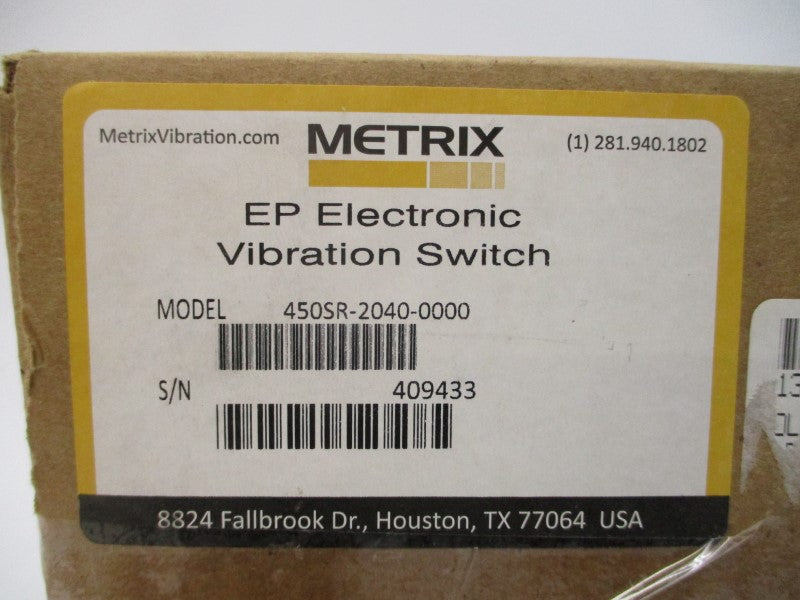 MetrixVibration.com
METRIX
(1) 281.940.1802
EP Electronic
Vibration Switch
MODEL 450SR-2040-0000
S/N 409433
13
8824 Fallbrook Dr., Houston, TX 77064 USA